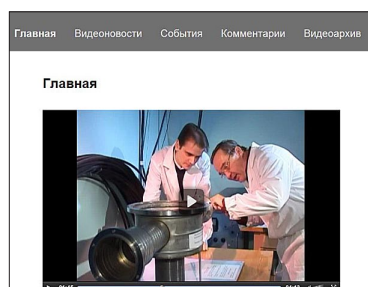 Главная Видеоновости События Комментарии Видеоархив
Главная